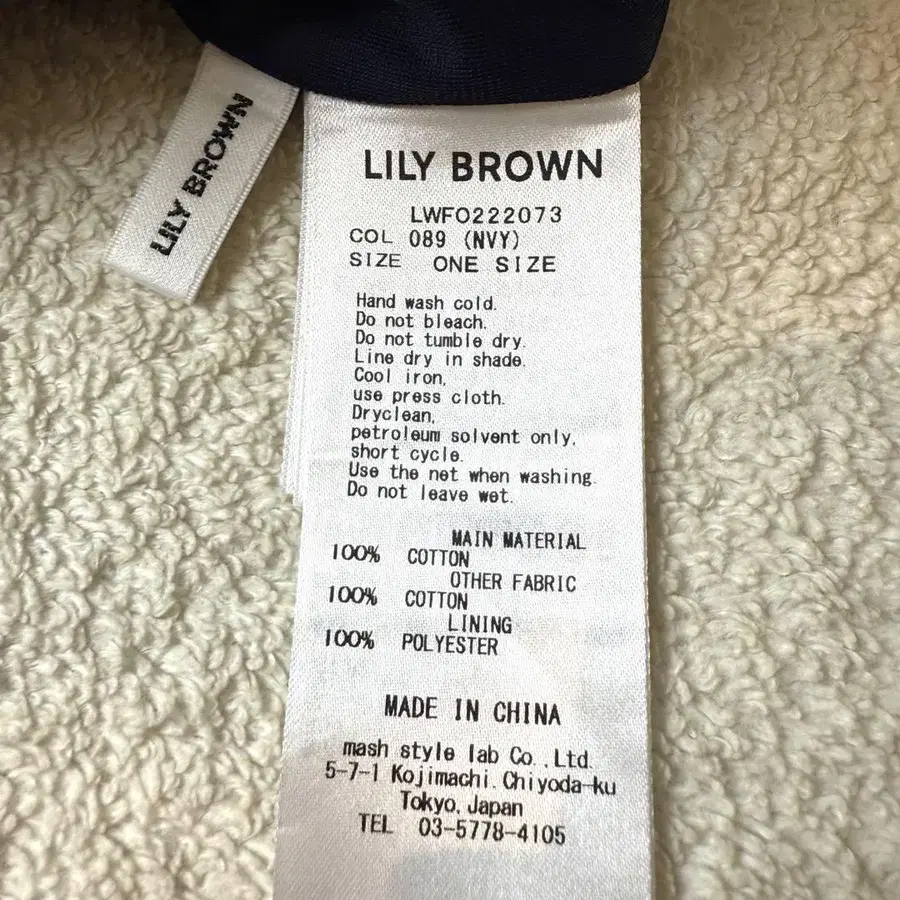 LILY BROWN
LILY BROWN
LWFO222073
COL 089 (NVY)
SIZE ONE SIZE
Hand wash cold.
Do not bleach.
Do not tumble dry.
Line dry in shade.
Cool iron,
use press cloth.
Dryclean,
petroleum solvent only,
short cycle.
Use the net when washing.
Do not leave wet.
MAIN MATERIAL
100% COTTON
OTHER FABRIC
100% COTTON
LINING
100% POLYESTER
MADE IN CHINA
mash style lab Co.,Ltd.
5-7-1 Kojimachi.Chiyoda-ku
Tokyo,Japan
TEL 03-5778-4105